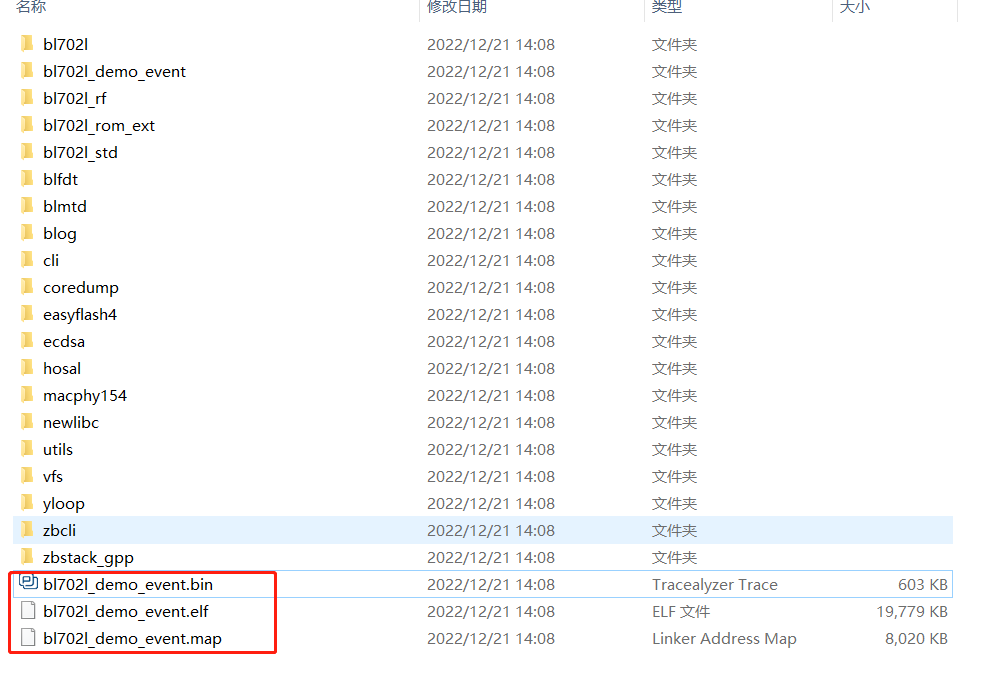 名称 修改日期 类型 大小
bl702l 2022/12/21 14:08 文件夹
bl702l_demo_event 2022/12/21 14:08 文件夹
bl702l_rf 2022/12/21 14:08 文件夹
bl702l_rom_ext 2022/12/21 14:08 文件夹
bl702l_std 2022/12/21 14:08 文件夹
blfdt 2022/12/21 14:08 文件夹
blmtd 2022/12/21 14:08 文件夹
blog 2022/12/21 14:08 文件夹
cli 2022/12/21 14:08 文件夹
coredump 2022/12/21 14:08 文件夹
easyflash4 2022/12/21 14:08 文件夹
ecdsa 2022/12/21 14:08 文件夹
hosal 2022/12/21 14:08 文件夹
macphy154 2022/12/21 14:08 文件夹
newlibc 2022/12/21 14:08 文件夹
utils 2022/12/21 14:08 文件夹
vfs 2022/12/21 14:08 文件夹
yloop 2022/12/21 14:08 文件夹
zbcli 2022/12/21 14:08 文件夹
zbstack_gpp 2022/12/21 14:08 文件夹
bl702l_demo_event.bin 2022/12/21 14:08 Tracealyzer Trace 603 KB
bl702l_demo_event.elf 2022/12/21 14:08 ELF 文件 19,779 KB
bl702l_demo_event.map 2022/12/21 14:08 Linker Address Map 8,020 KB